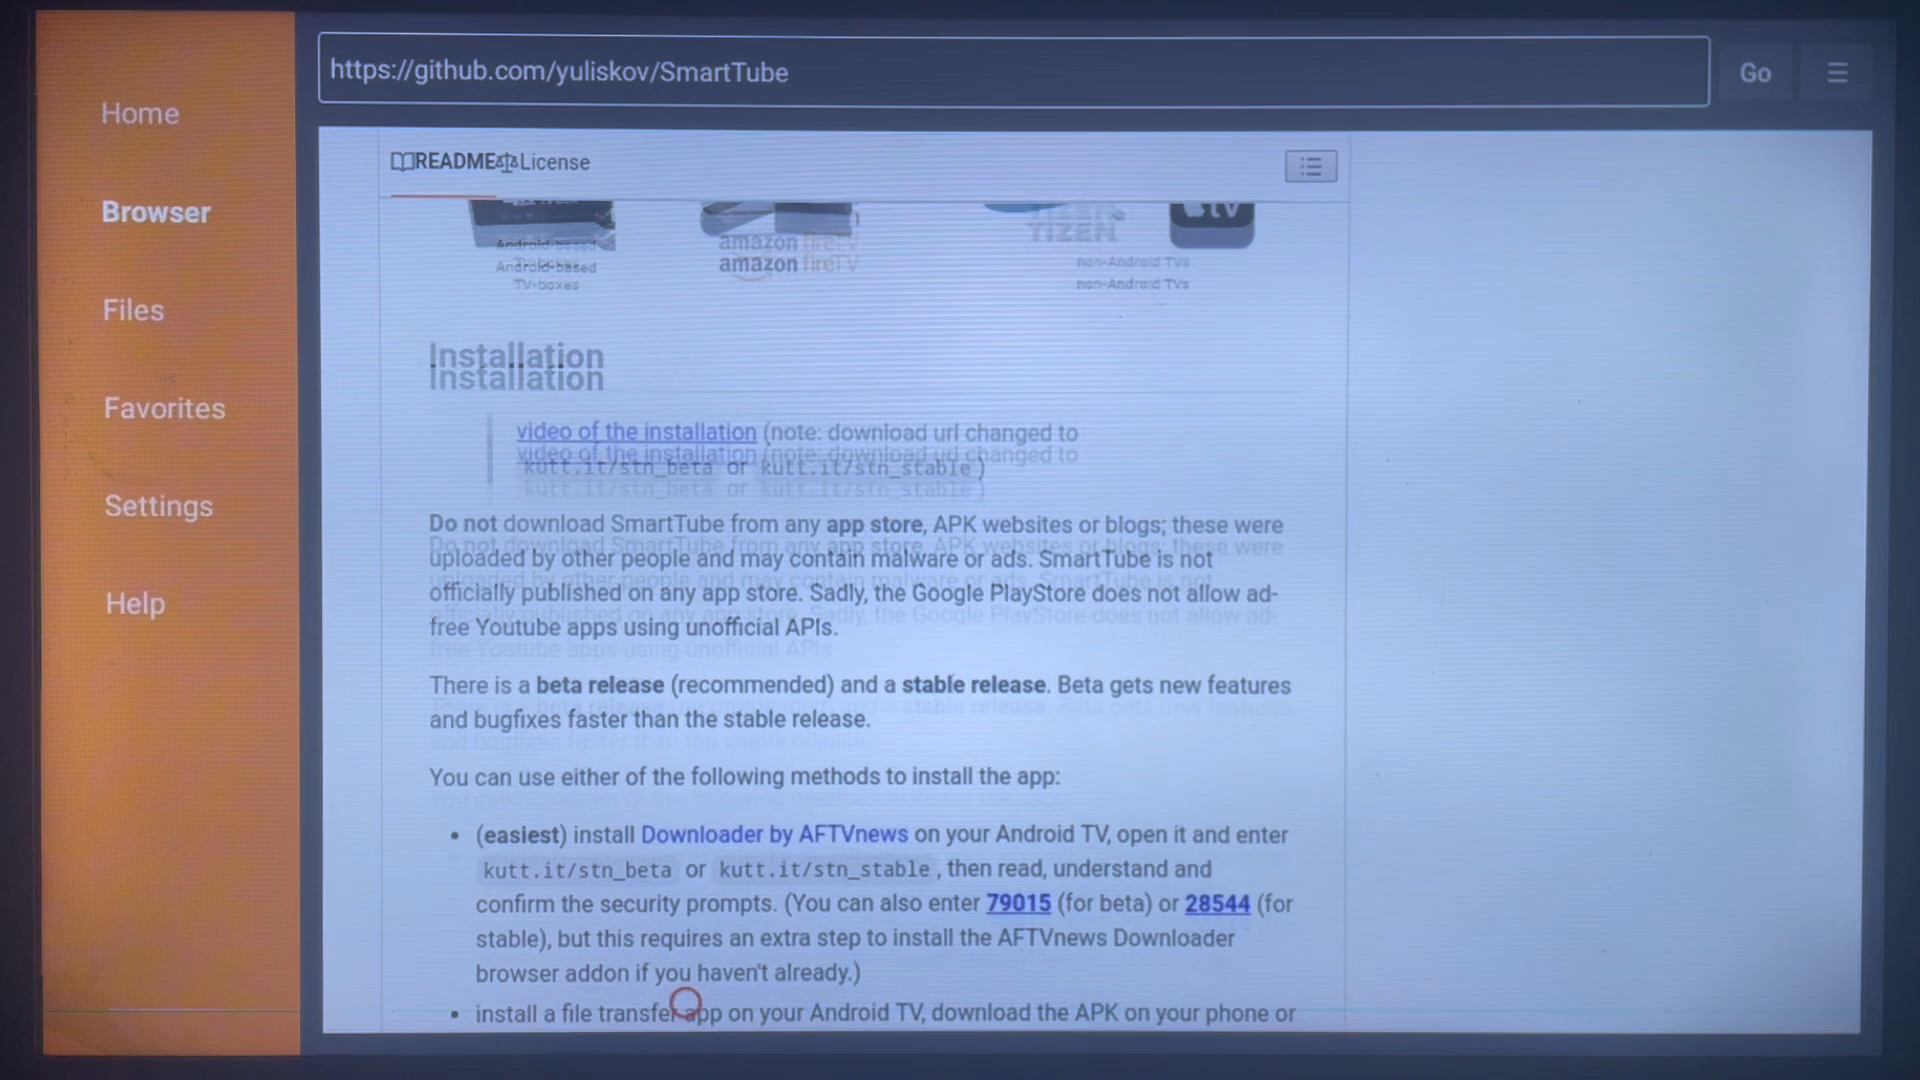 https://github.com/yuliskov/SmartTube
Go
Home
Browser
Files
Favorites
Settings
Help
README License
Android-based
TV-boxes
amazon fireTV
TIZEN
tv
non-Android TVs
Installation
video of the installation (note: download url changed to
kutt.it/stn_beta or kutt.it/stn_stable )
Do not download SmartTube from any app store, APK websites or blogs; these were
uploaded by other people and may contain malware or ads. SmartTube is not
officially published on any app store. Sadly, the Google PlayStore does not allow ad-
free Youtube apps using unofficial APIs.
There is a beta release (recommended) and a stable release. Beta gets new features
and bugfixes faster than the stable release.
You can use either of the following methods to install the app:
• (easiest) install Downloader by AFTVnews on your Android TV, open it and enter
kutt.it/stn_beta or kutt.it/stn_stable , then read, understand and
confirm the security prompts. (You can also enter 79015 (for beta) or 28544 (for
stable), but this requires an extra step to install the AFTVnews Downloader
browser addon if you haven't already.)
• install a file transfer app on your Android TV, download the APK on your phone or